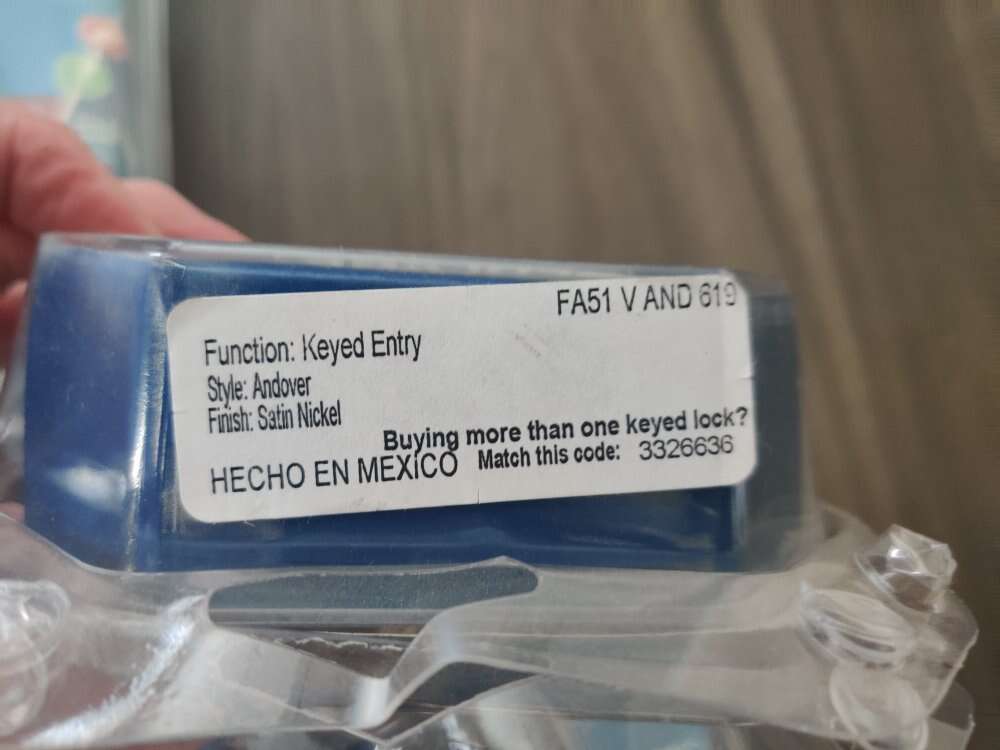 FA51 V AND 619
Function: Keyed Entry
Style: Andover
Finish: Satin Nickel
Buying more than one keyed lock?
HECHO EN MEXICO Match this code: 3326636